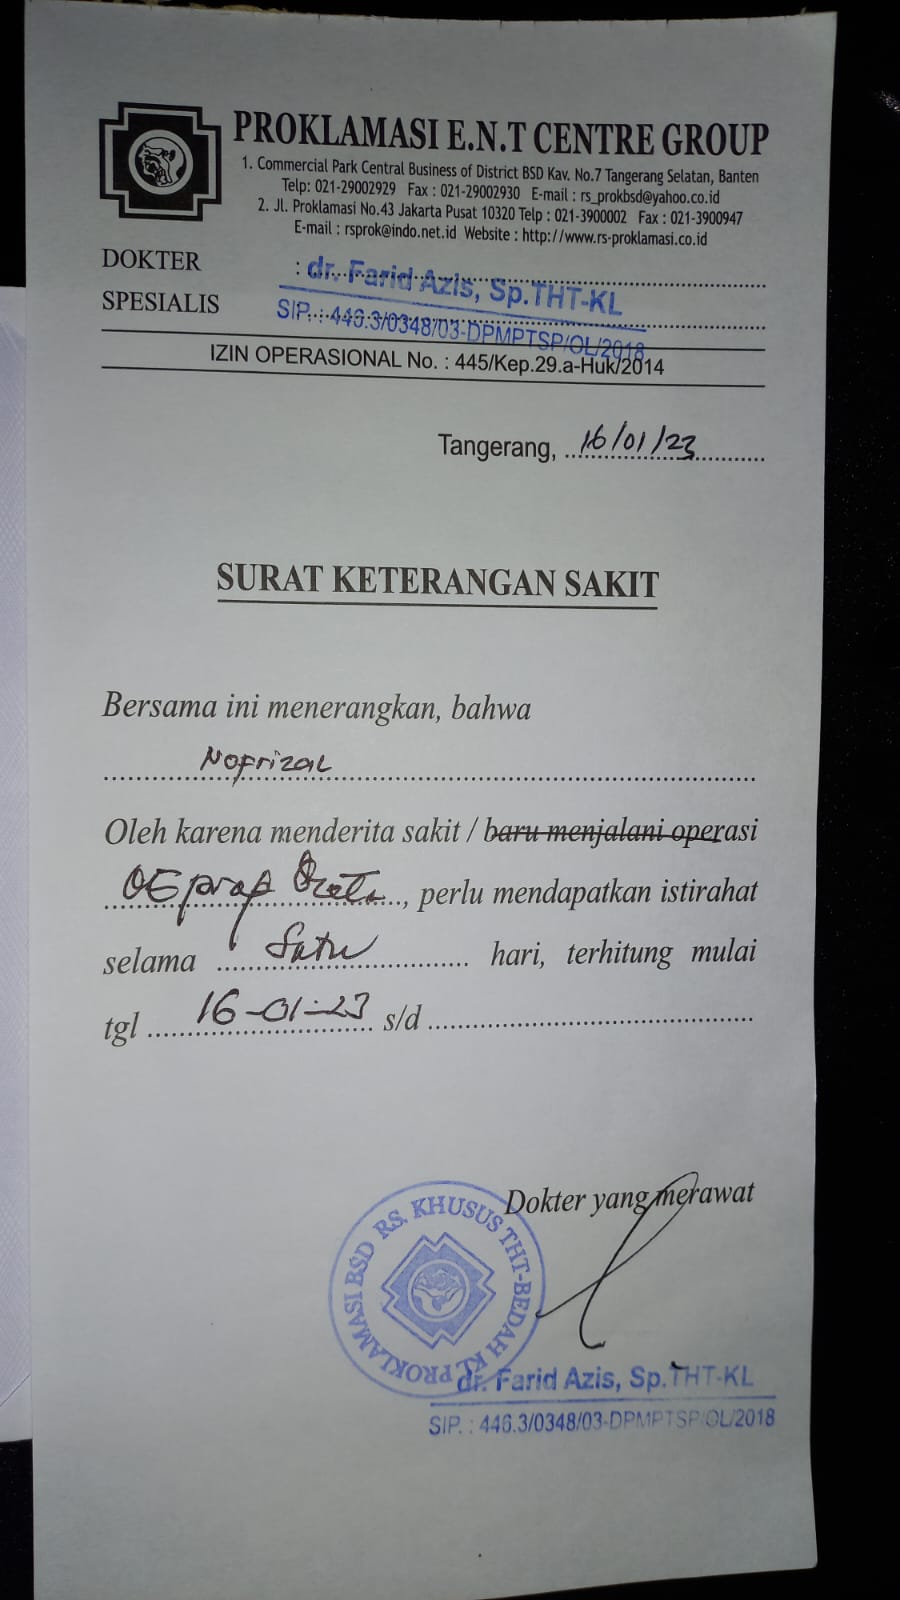 PROKLAMASI E.N.T CENTRE GROUP
1. Commercial Park Central Business of District BSD Kav. No.7 Tangerang Selatan, Banten
Telp: 021-29002929 Fax : 021-29002930 E-mail : rs_prokbsd@yahoo.co.id
2. Jl. Proklamasi No.43 Jakarta Pusat 10320 Telp : 021-3900002 Fax : 021-3900947
E-mail : rsprok@indo.net.id Website : http://www.rs-proklamasi.co.id
DOKTER : dr. Farid Azis, Sp.THT-KL
SPESIALIS SIP. : 446.3/0348/03-DPMPTSP/OL/2018
IZIN OPERASIONAL No. : 445/Kep.29.a-Huk/2014
Tangerang, 16/01/23
SURAT KETERANGAN SAKIT
Bersama ini menerangkan, bahwa
Nofrizal
Oleh karena menderita sakit / baru menjalani operasi
OE , perlu mendapatkan istirahat
selama Satu hari, terhitung mulai
tgl 16-01-23 s/d
Dokter yang merawat
RS. KHUSUS THT-BEDAH KL PROKLAMASI BSD
dr. Farid Azis, Sp.THT-KL
SIP. : 446.3/0348/03-DPMPTSP/OL/2018